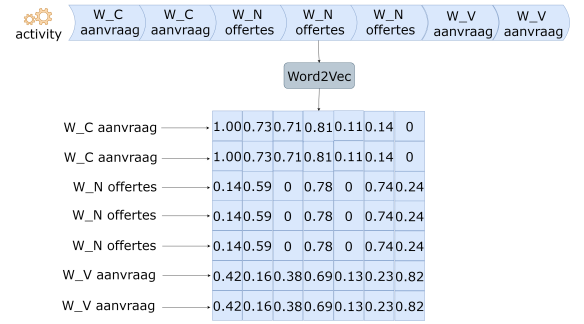 activity
W_C aanvraag
W_C aanvraag
W_N offertes
W_N offertes
W_N offertes
W_V aanvraag
W_V aanvraag
Word2Vec
W_C aanvraag 1.00 0.73 0.71 0.81 0.11 0.14 0
W_C aanvraag 1.00 0.73 0.71 0.81 0.11 0.14 0
W_N offertes 0.14 0.59 0 0.78 0 0.74 0.24
W_N offertes 0.14 0.59 0 0.78 0 0.74 0.24
W_N offertes 0.14 0.59 0 0.78 0 0.74 0.24
W_V aanvraag 0.42 0.16 0.38 0.69 0.13 0.23 0.82
W_V aanvraag 0.42 0.16 0.38 0.69 0.13 0.23 0.82